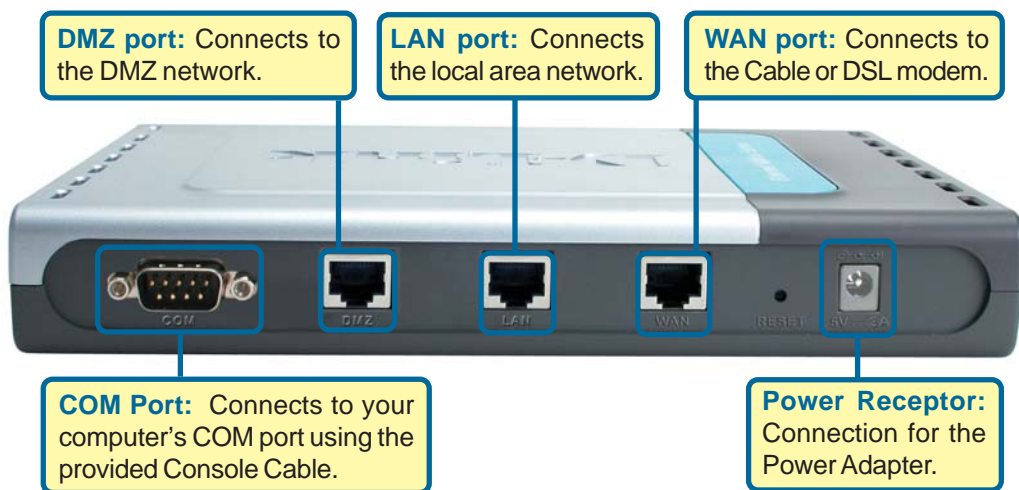 DMZ port: Connects to
the DMZ network.
LAN port: Connects
the local area network.
WAN port: Connects to
the Cable or DSL modem.
COM
DMZ
LAN
WAN
RESET
5V 3A
COM Port: Connects to your
computer's COM port using the
provided Console Cable.
Power Receptor:
Connection for the
Power Adapter.